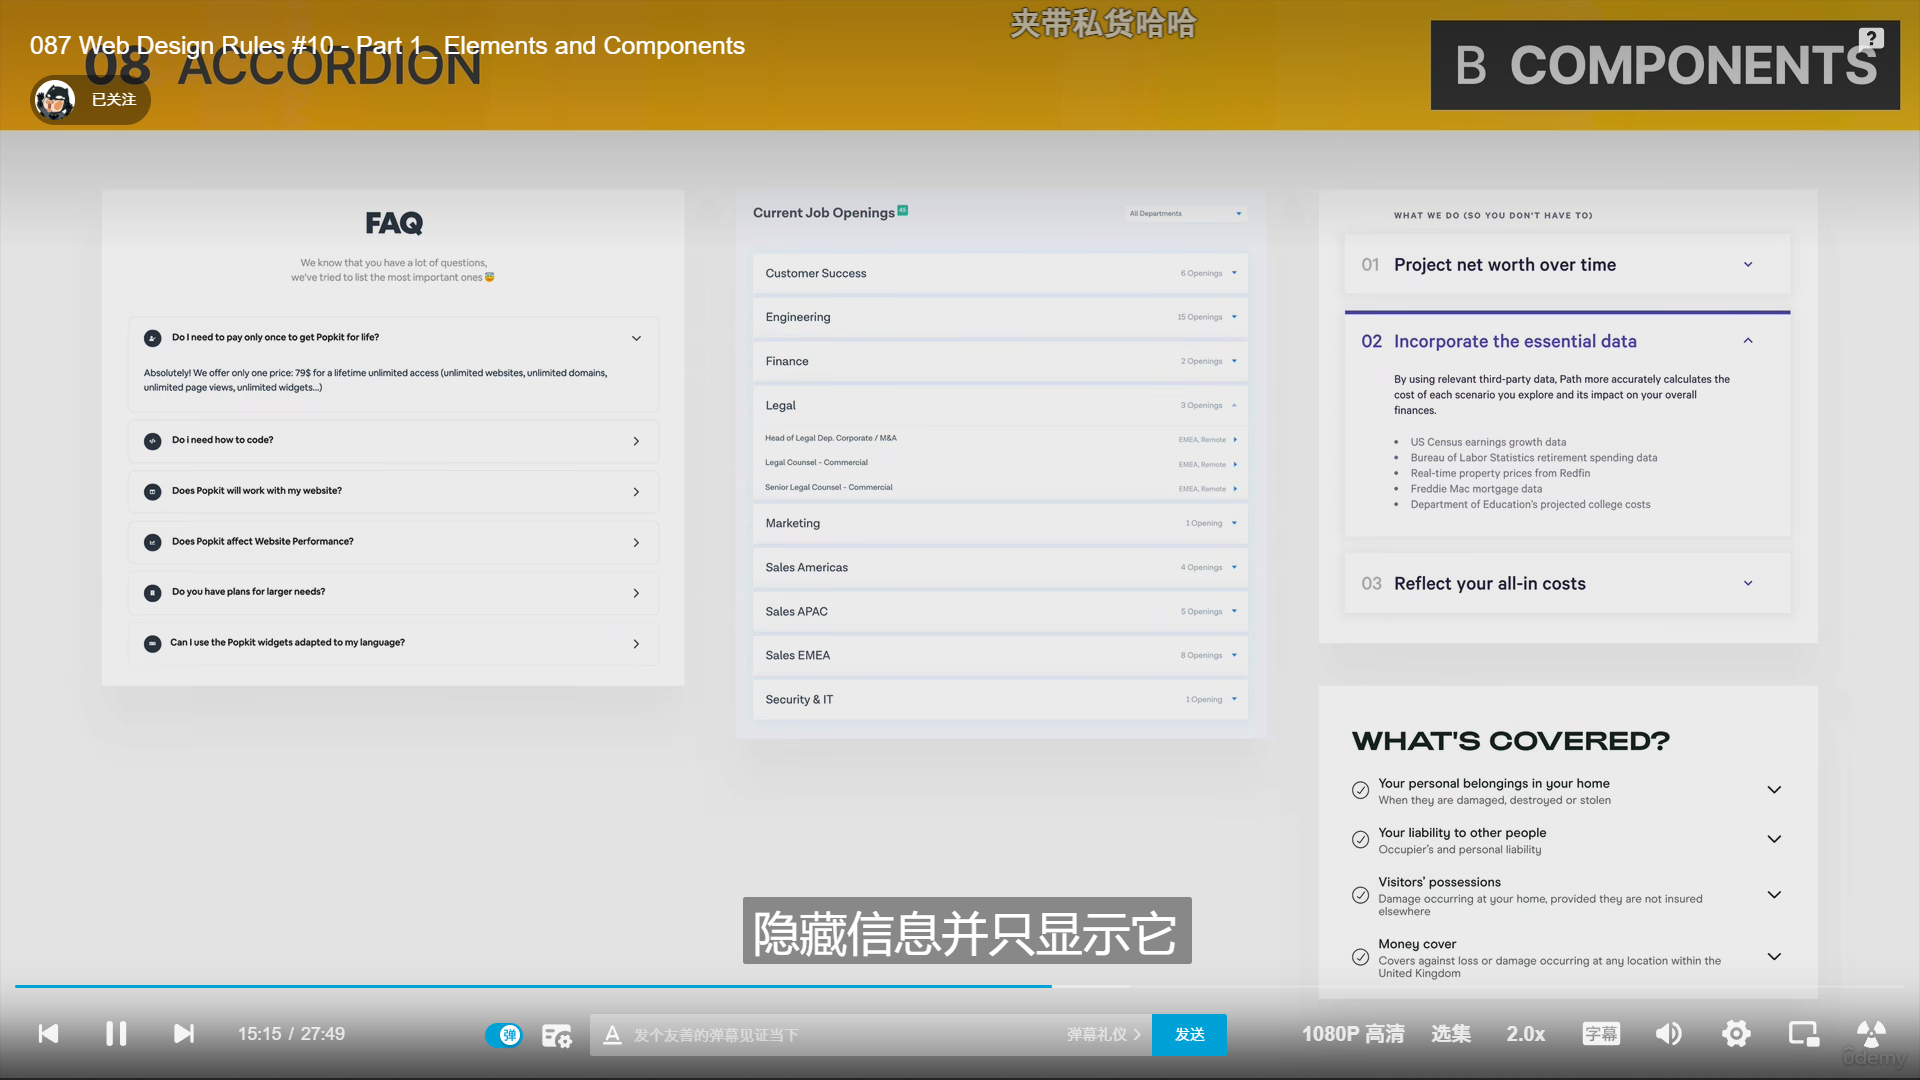 夹带私货哈哈
087 Web Design Rules #10 - Part 1_ Elements and Components
08 ACCORDION
B COMPONENTS
?
已关注
FAQ
We know that you have a lot of questions,
we've tried to list the most important ones 😇
Do I need to pay only once to get Popkit for life?
Absolutely! We offer only one price: 79$ for a lifetime unlimited access (unlimited websites, unlimited domains,
unlimited page views, unlimited widgets...)
Do i need how to code?
Does Popkit will work with my website?
Does Popkit affect Website Performance?
Do you have plans for larger needs?
Can I use the Popkit widgets adapted to my language?
Current Job Openings 45
All Departments
Customer Success 6 Openings
Engineering 15 Openings
Finance 2 Openings
Legal 3 Openings
Head of Legal Dep. Corporate / M&A EMEA, Remote
Legal Counsel - Commercial EMEA, Remote
Senior Legal Counsel - Commercial EMEA, Remote
Marketing 1 Opening
Sales Americas 4 Openings
Sales APAC 5 Openings
Sales EMEA 8 Openings
Security & IT 1 Opening
WHAT WE DO (SO YOU DON'T HAVE TO)
01 Project net worth over time
02 Incorporate the essential data
By using relevant third-party data, Path more accurately calculates the
cost of each scenario you explore and its impact on your overall
finances.
• US Census earnings growth data
• Bureau of Labor Statistics retirement spending data
• Real-time property prices from Redfin
• Freddie Mac mortgage data
• Department of Education's projected college costs
03 Reflect your all-in costs
WHAT'S COVERED?
Your personal belongings in your home
When they are damaged, destroyed or stolen
Your liability to other people
Occupier's and personal liability
Visitors' possessions
Damage occurring at your home, provided they are not insured
elsewhere
Money cover
Covers against loss or damage occurring at any location within the
United Kingdom
隐藏信息并只显示它
15:15 / 27:49
弹
A 发个友善的弹幕见证当下
弹幕礼仪
发送
1080P 高清
选集
2.0x
字幕
ûdemy